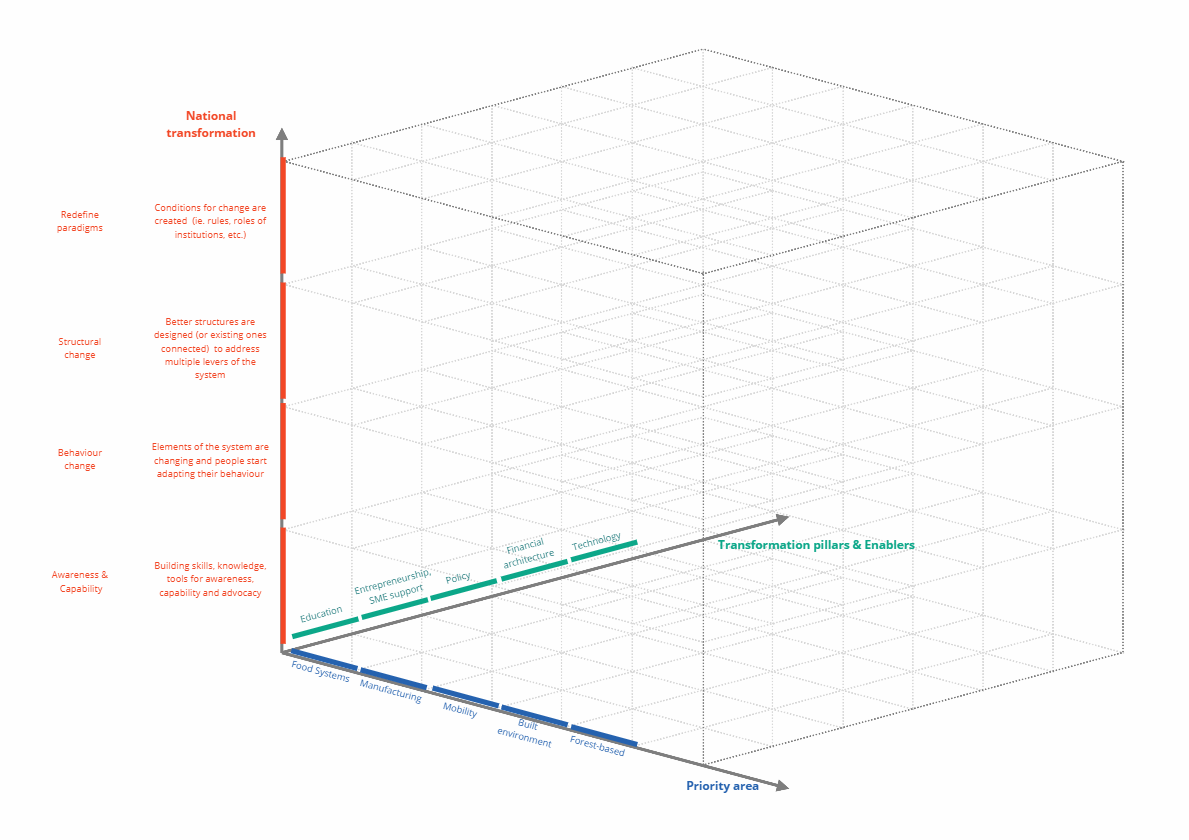 National
transformation
Redefine
paradigms
Conditions for change are
created (ie. rules, roles of
institutions, etc.)
Structural
change
Better structures are
designed (or existing ones
connected) to address
multiple levers of the
system
Behaviour
change
Elements of the system are
changing and people start
adapting their behaviour
Awareness &
Capability
Building skills, knowledge,
tools for awareness,
capability and advocacy
Education
Entrepreneurship,
SME support
Policy
Financial
architecture
Technology
Transformation pillars & Enablers
Food Systems
Manufacturing
Mobility
Built
environment
Forest-based
Priority area